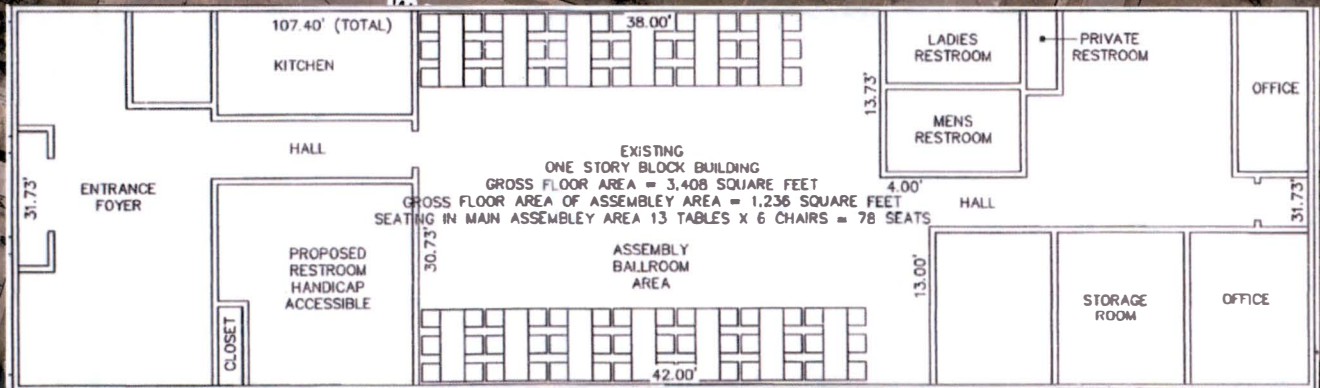 107.40' (TOTAL)
KITCHEN
38.00'
LADIES
RESTROOM
PRIVATE
RESTROOM
OFFICE
13.73'
MENS
RESTROOM
HALL
31.73'
ENTRANCE
FOYER
EXISTING
ONE STORY BLOCK BUILDING
GROSS FLOOR AREA = 3,408 SQUARE FEET
GROSS FLOOR AREA OF ASSEMBLEY AREA = 1,236 SQUARE FEET
SEATING IN MAIN ASSEMBLEY AREA 13 TABLES X 6 CHAIRS = 78 SEATS
4.00'
HALL
31.73'
PROPOSED
RESTROOM
HANDICAP
ACCESSIBLE
30.73'
ASSEMBLY
BALLROOM
AREA
13.00'
STORAGE
ROOM
OFFICE
CLOSET
42.00'